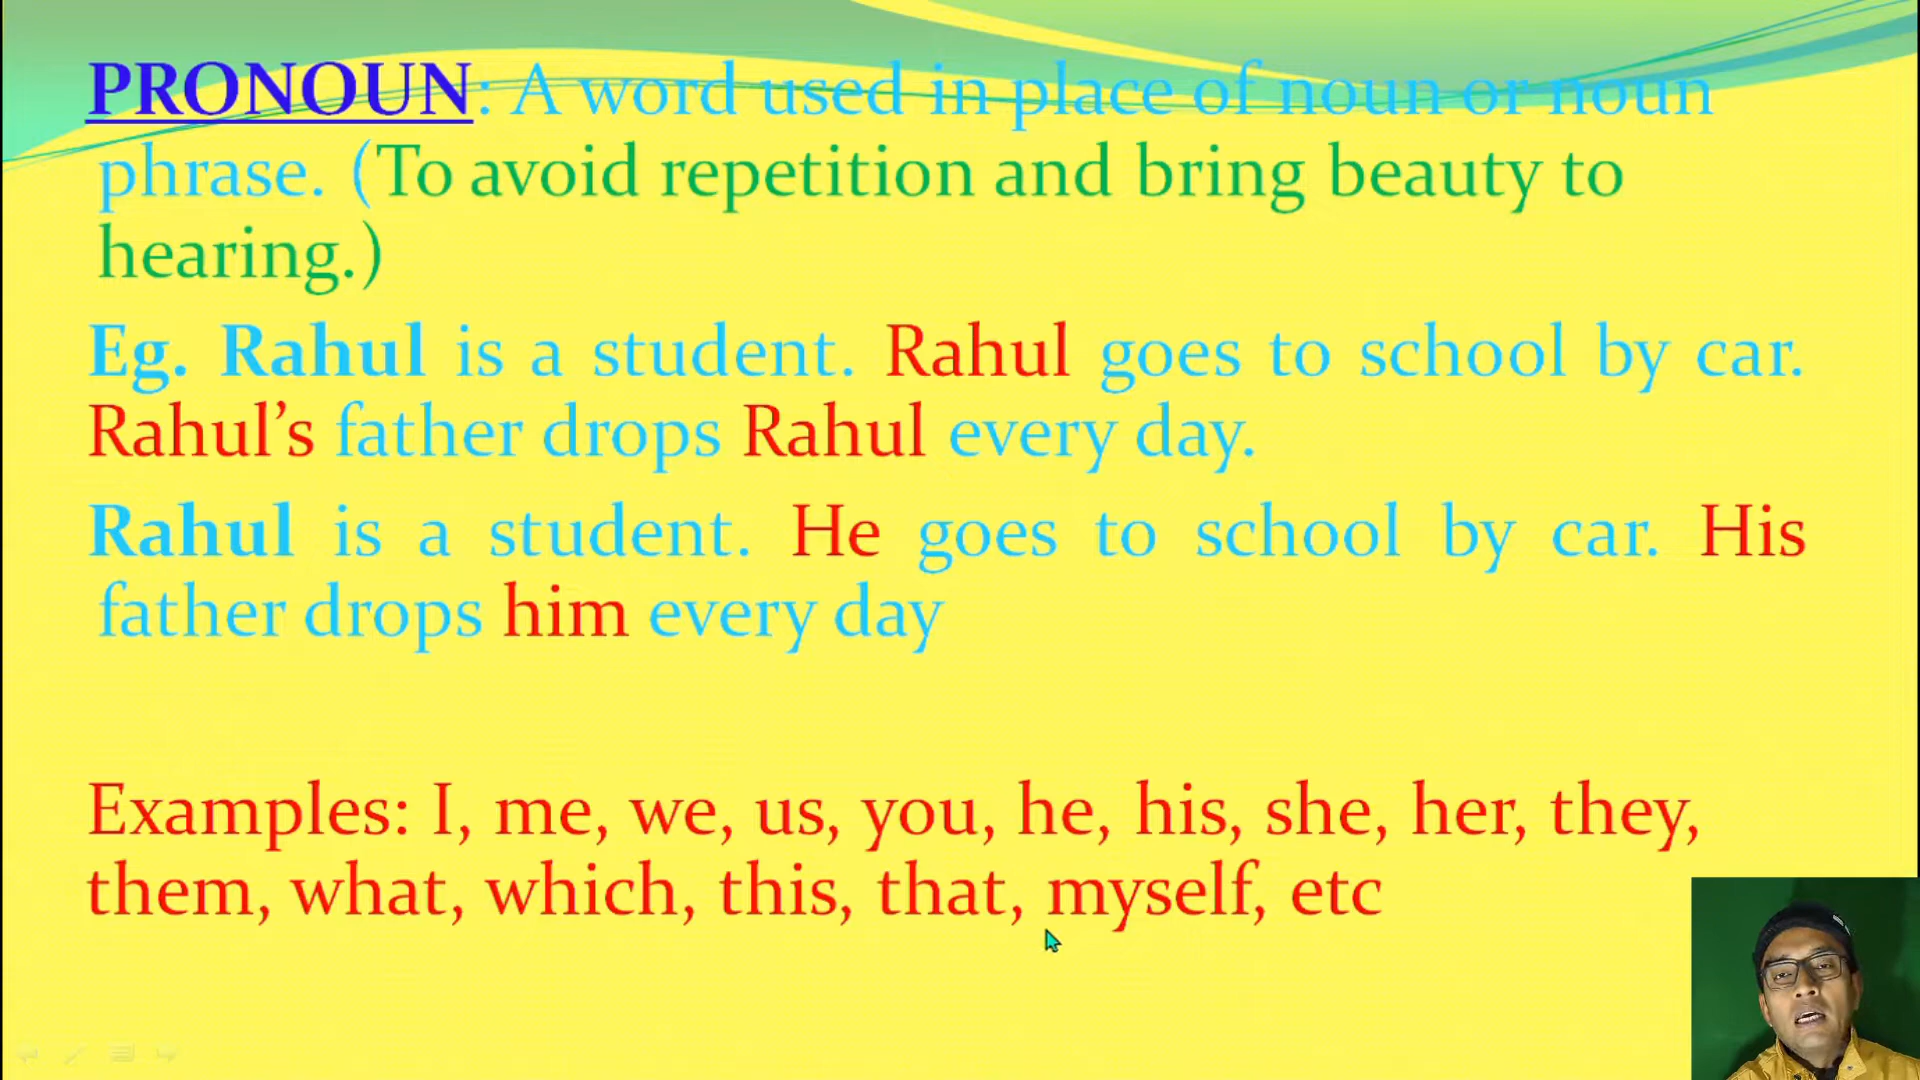 PRONOUN: A word used in place of noun or noun
phrase. (To avoid repetition and bring beauty to
hearing.)
Eg. Rahul is a student. Rahul goes to school by car.
Rahul’s father drops Rahul every day.
Rahul is a student. He goes to school by car. His
father drops him every day
Examples: I, me, we, us, you, he, his, she, her, they,
them, what, which, this, that, myself, etc